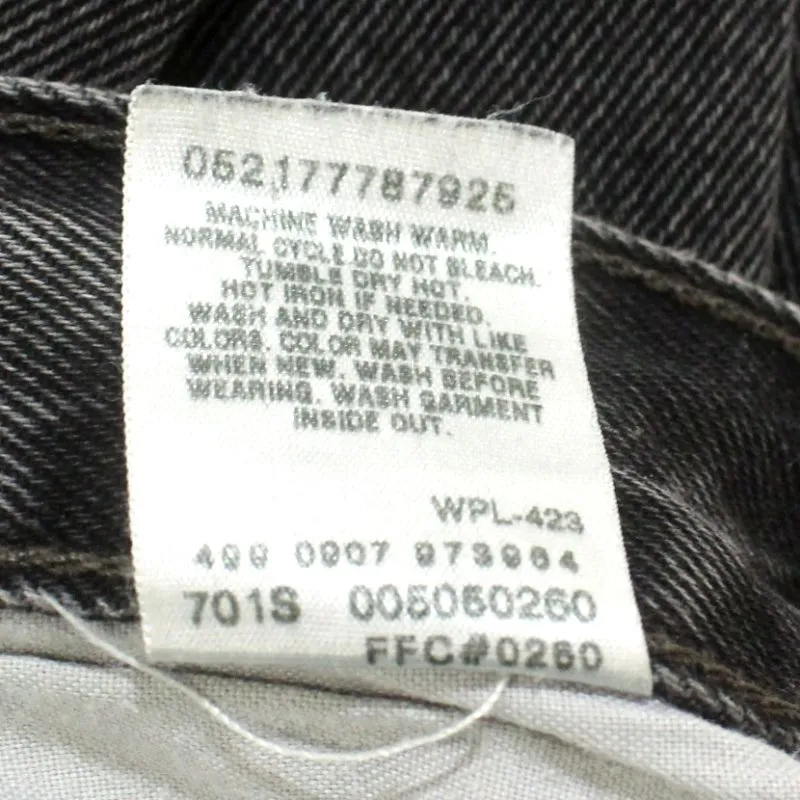 052177787925
MACHINE WASH WARM.
NORMAL CYCLE. DO NOT BLEACH.
TUMBLE DRY HOT.
HOT IRON IF NEEDED.
WASH AND DRY WITH LIKE
COLORS. COLOR MAY TRANSFER
WHEN NEW. WASH BEFORE
WEARING. WASH GARMENT
INSIDE OUT.
WPL-423
499 0907 973964
701S 005050260
FFC#0260